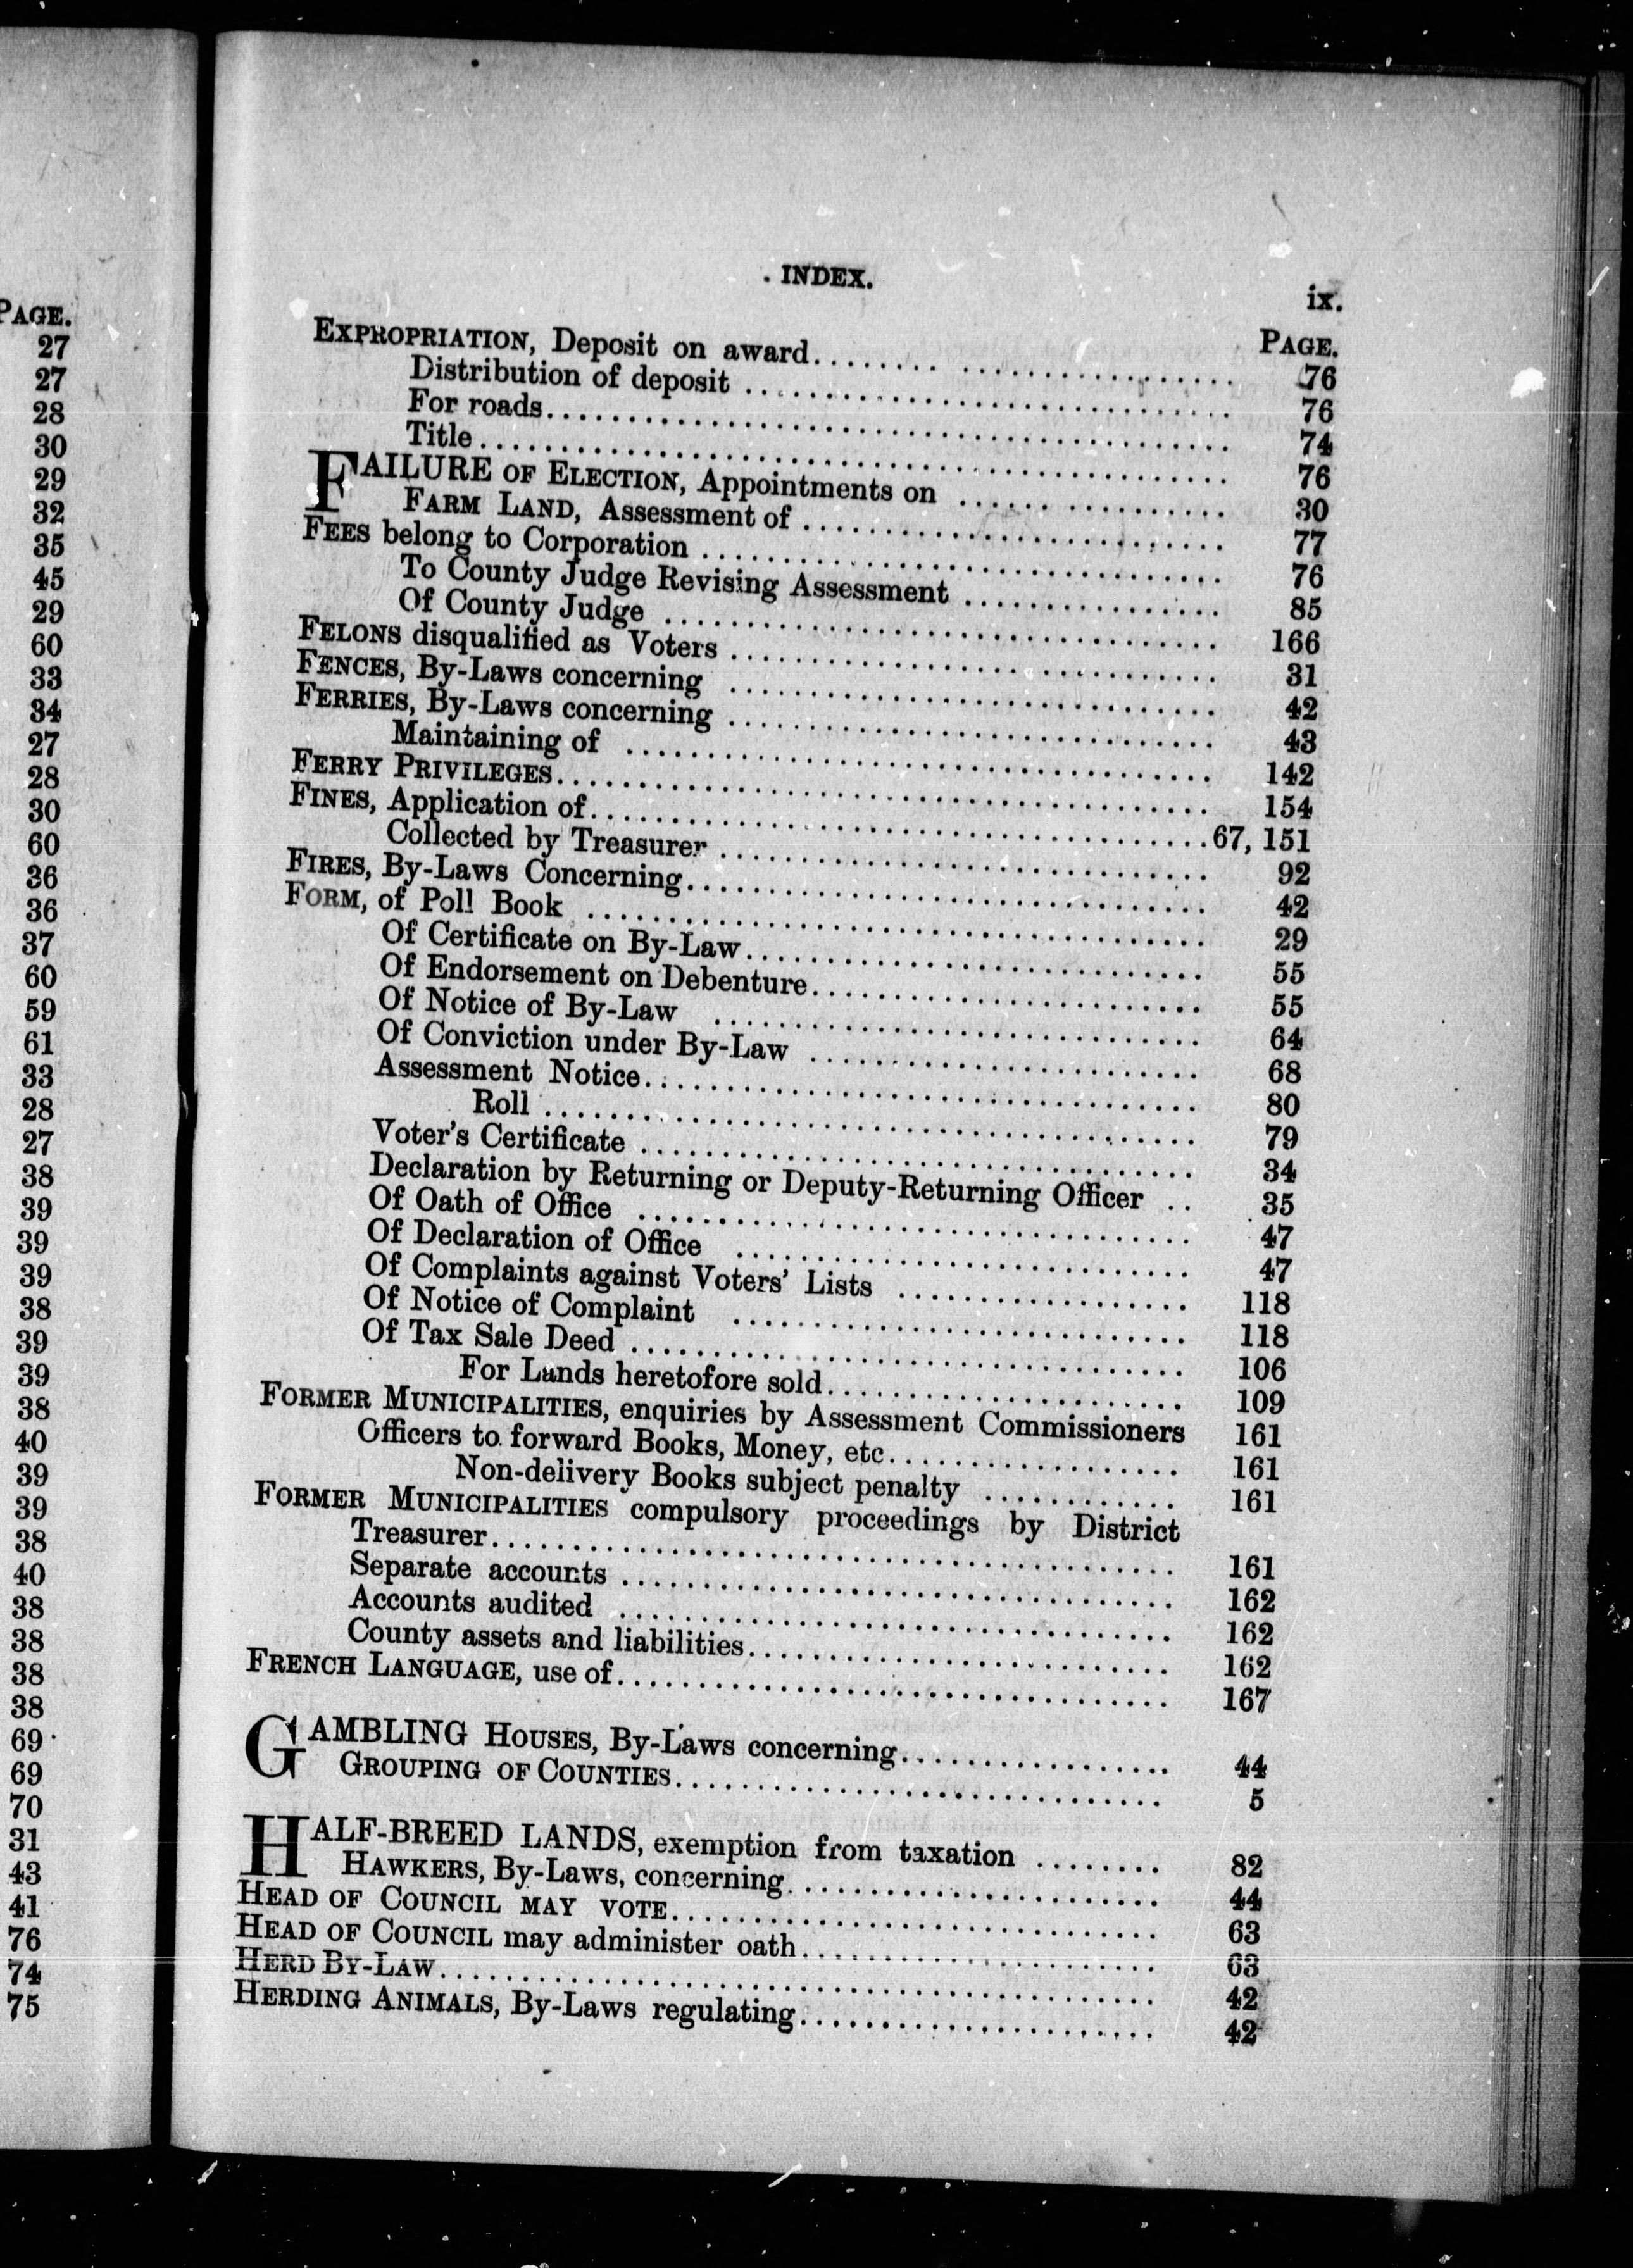 PAGE.
27
27
28
30
29
32
35
45
29
60
33
34
27
28
30
60
36
36
37
60
59
61
33
28
27
38
39
39
39
38
39
39
38
40
39
39
38
40
38
38
38
38
69
69
70
31
43
41
76
74
75
INDEX. ix.
PAGE.
EXPROPRIATION, Deposit on award........ ................. 76
Distribution of deposit .............................. 76
For roads.......................................... 74
Title.............................................. 76
FAILURE OF ELECTION, Appointments on ................. 30
FARM LAND, Assessment of .......................... 77
FEES belong to Corporation ................................ 76
To County Judge Revising Assessment ................ 85
Of County Judge .................................. 166
FELONS disqualified as Voters .............................. 31
FENCES, By-Laws concerning .............................. 42
FERRIES, By-Laws concerning .............................. 43
Maintaining of .................................... 142
FERRY PRIVILEGES........................................ 154
FINES, Application of......................................67, 151
Collected by Treasurer .............................. 92
FIRES, By-Laws Concerning................................ 42
FORM, of Poll Book ...................................... 29
Of Certificate on By-Law............................ 55
Of Endorsement on Debenture........................ 55
Of Notice of By-Law .............................. 64
Of Conviction under By-Law ........................ 68
Assessment Notice.................................. 80
Roll ........................................ 79
Voter's Certificate .................................. 34
Declaration by Returning or Deputy-Returning Officer .. 35
Of Oath of Office .................................. 47
Of Declaration of Office ............................ 47
Of Complaints against Voters' Lists .................. 118
Of Notice of Complaint ............................ 118
Of Tax Sale Deed .................................. 106
For Lands heretofore sold...................... 109
FORMER MUNICIPALITIES, enquiries by Assessment Commissioners 161
Officers to forward Books, Money, etc.................. 161
Non-delivery Books subject penalty ............ 161
FORMER MUNICIPALITIES compulsory proceedings by District
Treasurer.......................................... 161
Separate accounts .................................. 162
Accounts audited .................................. 162
County assets and liabilities.......................... 162
FRENCH LANGUAGE, use of.................................. 167
GAMBLING HOUSES, By-Laws concerning................. 44
GROUPING OF COUNTIES.............................. 5
HALF-BREED LANDS, exemption from taxation ........ 82
HAWKERS, By-Laws, concerning...................... 44
HEAD OF COUNCIL MAY VOTE.............................. 63
HEAD OF COUNCIL may administer oath...................... 63
HERD BY-LAW............................................ 42
HERDING ANIMALS, By-Laws regulating...................... 42